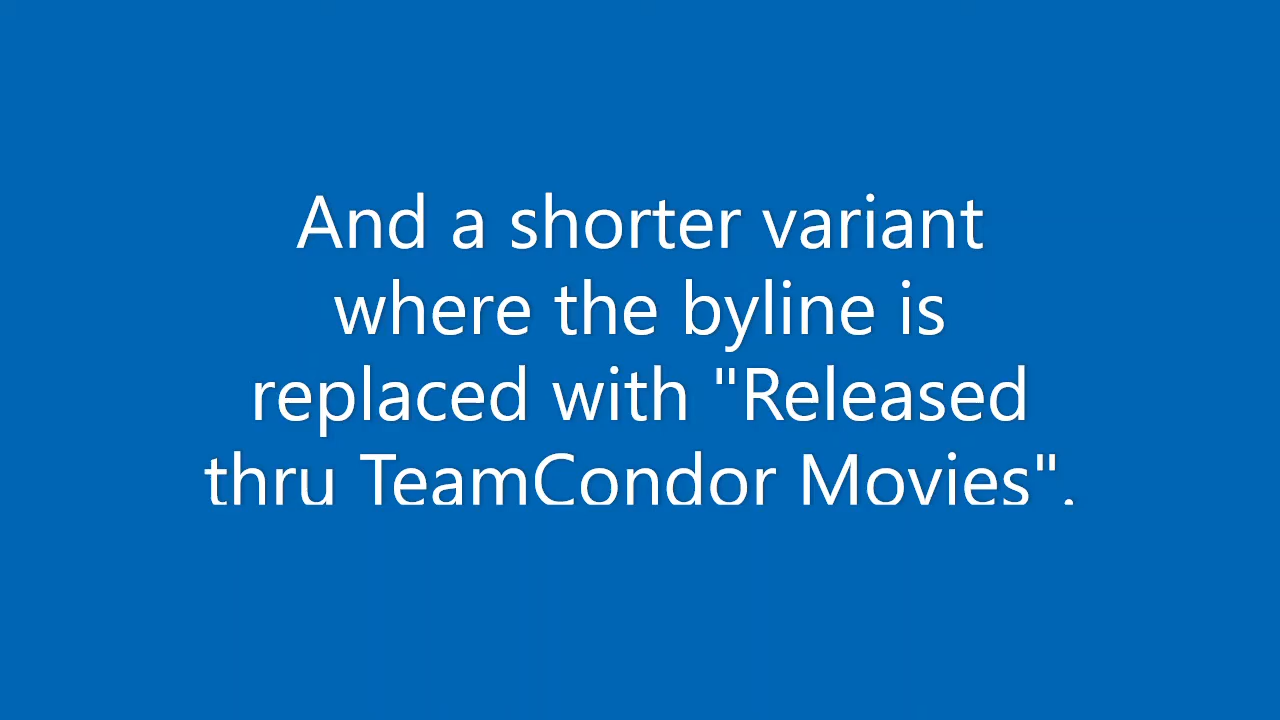 And a shorter variant
where the byline is
replaced with "Released
thru TeamCondor Movies".